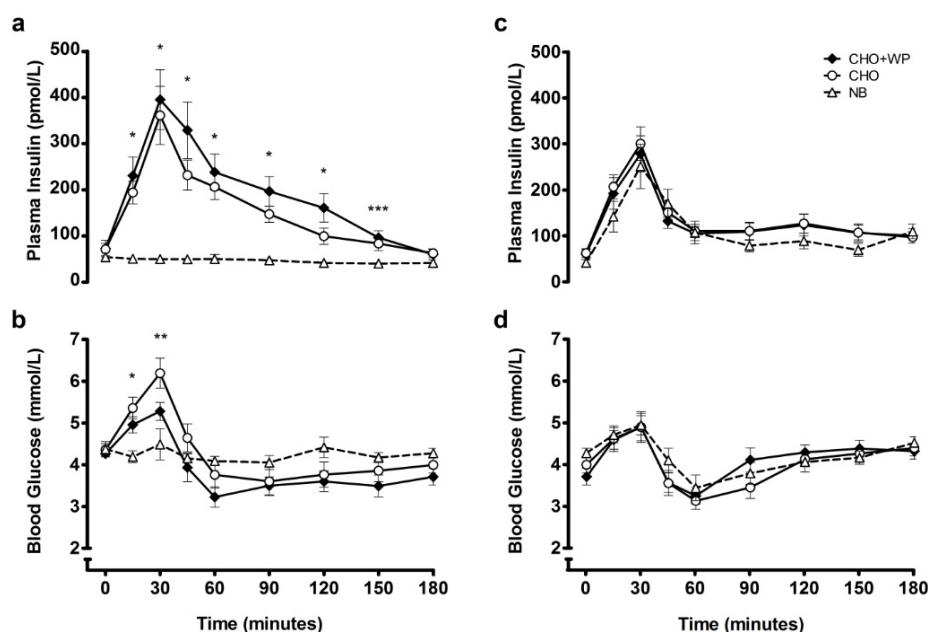 a
Plasma Insulin (pmol/L)
500
400
300
200
100
0
*
*
*
*
*
*
***
c
Plasma Insulin (pmol/L)
500
400
300
200
100
0
CHO+WP
CHO
NB
b
Blood Glucose (mmol/L)
7
6
5
4
3
2
*
**
0 30 60 90 120 150 180
Time (minutes)
d
Blood Glucose (mmol/L)
7
6
5
4
3
2
0 30 60 90 120 150 180
Time (minutes)